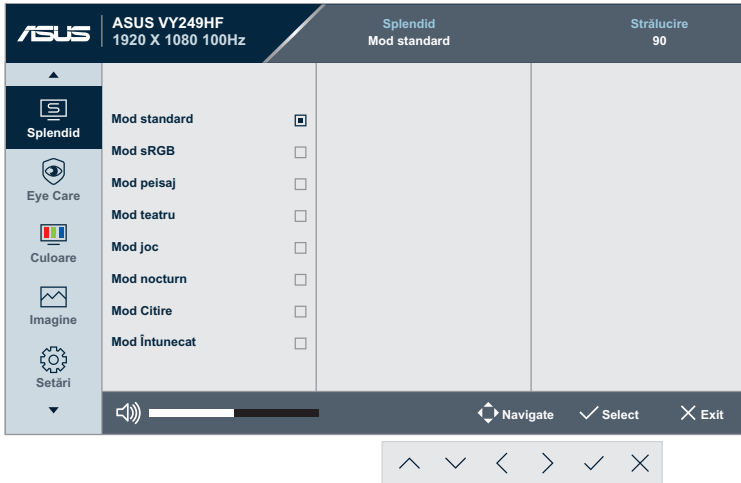 ASUS
ASUS VY249HF
1920 X 1080 100Hz
Splendid
Mod standard
Strălucire
90
Splendid
Eye Care
Culoare
Imagine
Setări
Mod standard
Mod sRGB
Mod peisaj
Mod teatru
Mod joc
Mod nocturn
Mod Citire
Mod Întunecat
Navigate
Select
Exit